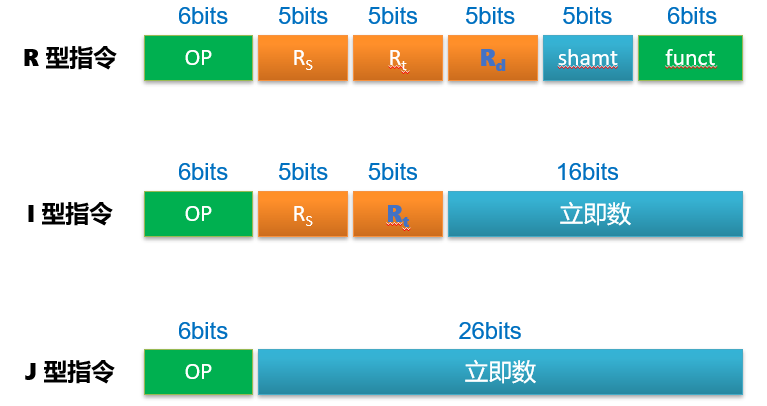 6bits 5bits 5bits 5bits 5bits 6bits
R 型指令 OP Rs Rt Rd shamt funct
6bits 5bits 5bits 16bits
I 型指令 OP Rs Rt 立即数
6bits 26bits
J 型指令 OP 立即数